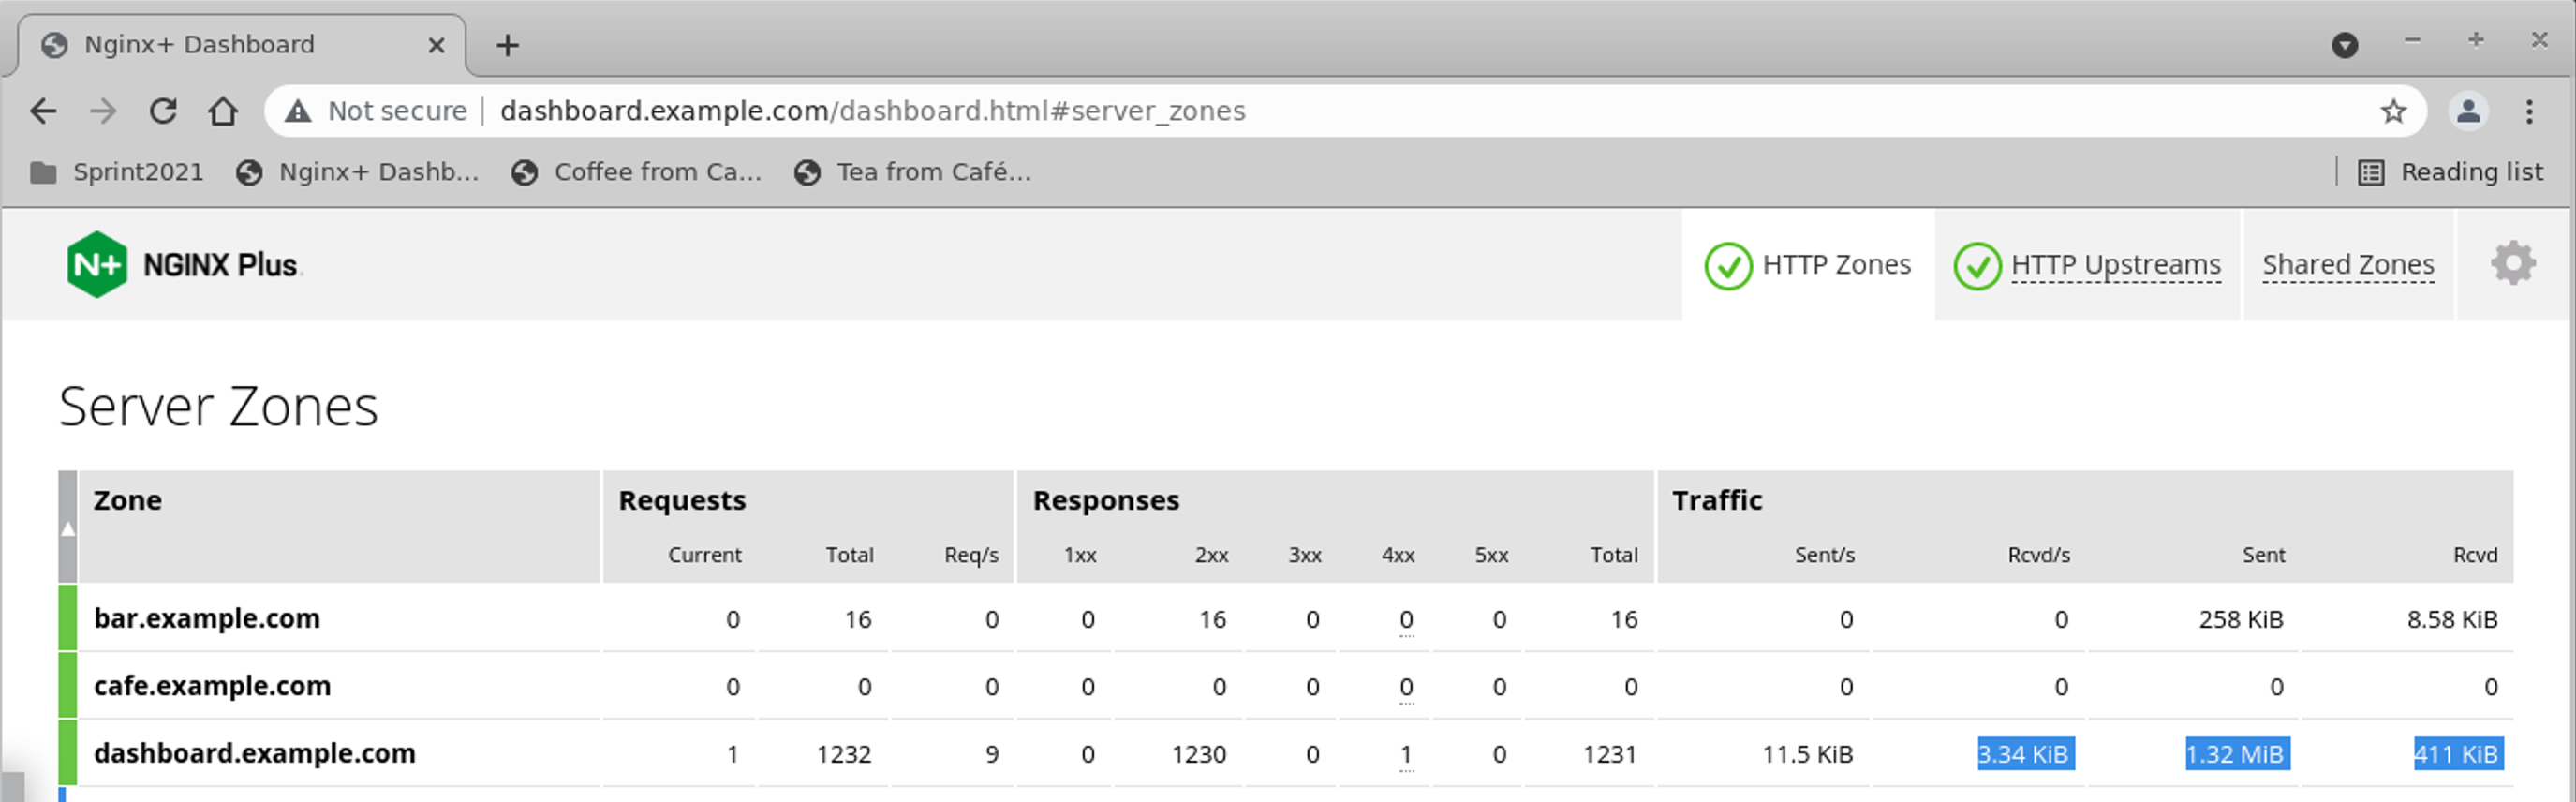 Nginx+ Dashboard
Not secure dashboard.example.com/dashboard.html#server_zones
Sprint2021 Nginx+ Dashb... Coffee from Ca... Tea from Café... Reading list
N+ NGINX Plus HTTP Zones HTTP Upstreams Shared Zones
Server Zones
Zone Requests Responses Traffic
Current Total Req/s 1xx 2xx 3xx 4xx 5xx Total Sent/s Rcvd/s Sent Rcvd
bar.example.com 0 16 0 0 16 0 0 0 16 0 0 258 KiB 8.58 KiB
cafe.example.com 0 0 0 0 0 0 0 0 0 0 0 0 0
dashboard.example.com 1 1232 9 0 1230 0 1 0 1231 11.5 KiB 3.34 KiB 1.32 MiB 411 KiB